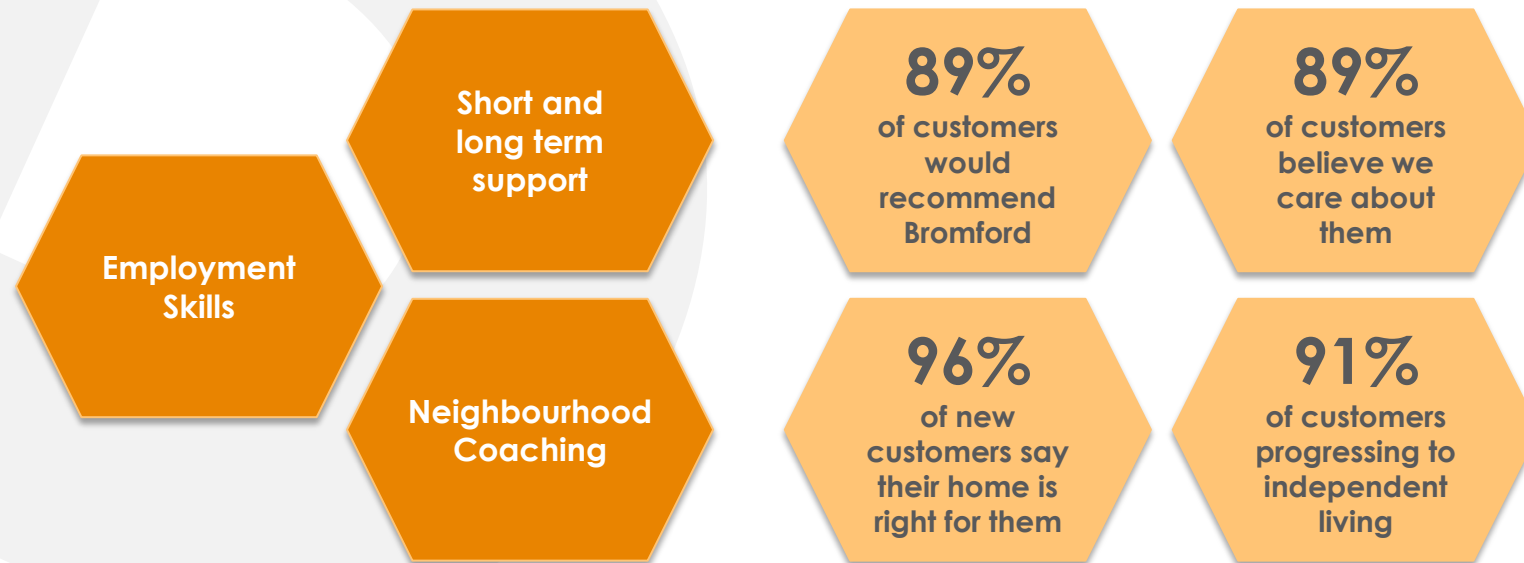 Short and
long term
support
Employment
Skills
Neighbourhood
Coaching
89%
of customers
would
recommend
Bromford
89%
of customers
believe we
care about
them
96%
of new
customers say
their home is
right for them
91%
of customers
progressing to
independent
living